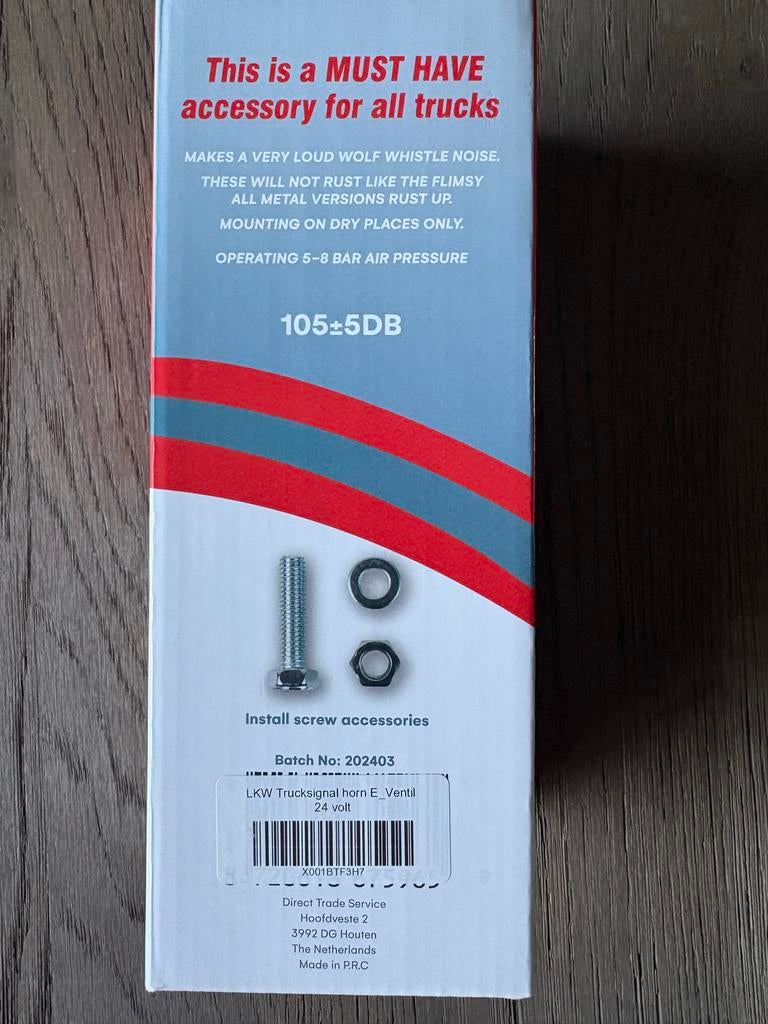 This is a MUST HAVE
accessory for all trucks
MAKES A VERY LOUD WOLF WHISTLE NOISE.
THESE WILL NOT RUST LIKE THE FLIMSY
ALL METAL VERSIONS RUST UP.
MOUNTING ON DRY PLACES ONLY.
OPERATING 5-8 BAR AIR PRESSURE
105±5DB
Install screw accessories
Batch No: 202403
LKW Trucksignal horn E_Ventil
24 volt
X001BTF3H7
Direct Trade Service
Hoofdveste 2
3992 DG Houten
The Netherlands
Made in P.R.C